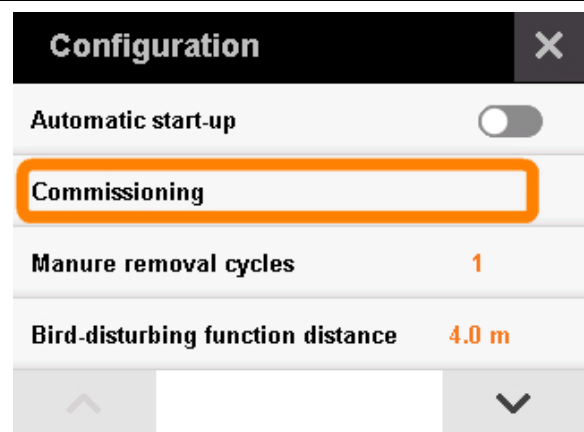 Configuration
Automatic start-up
Commissioning
Manure removal cycles 1
Bird-disturbing function distance 4.0 m